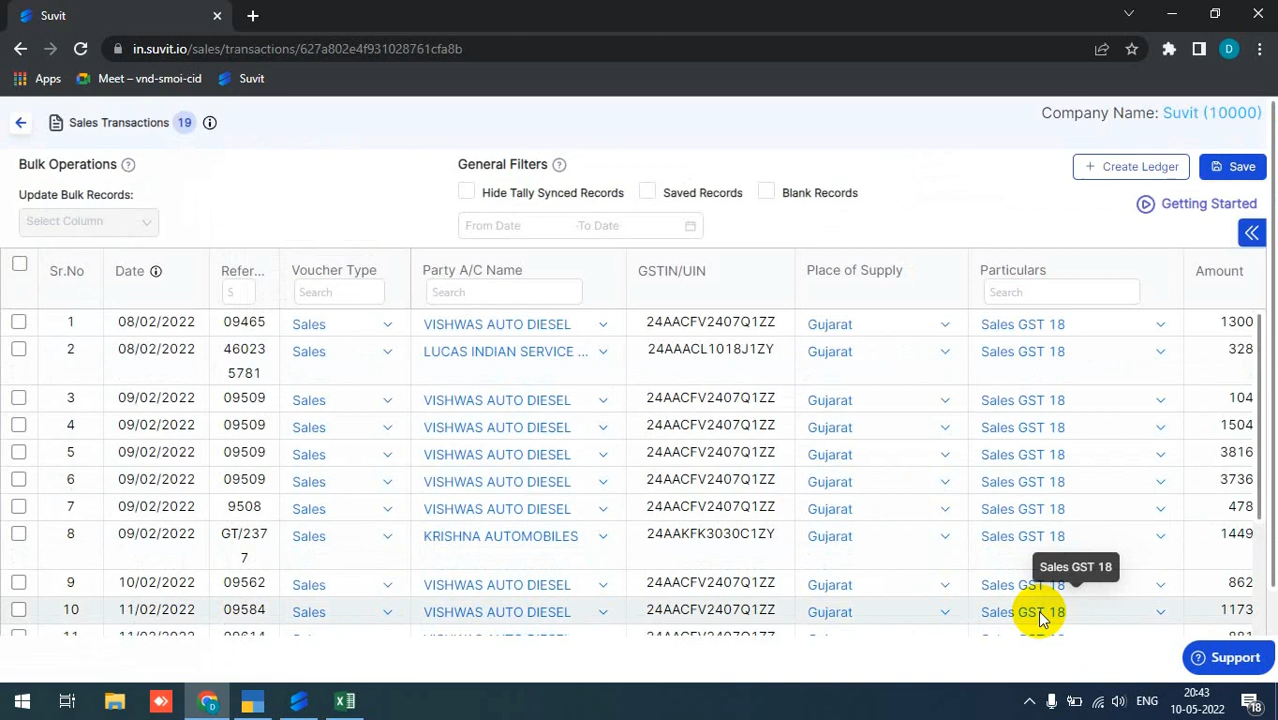 Suvit
in.suvit.io/sales/transactions/627a802e4f931028761cfa8b
Apps Meet – vnd-smoi-cid Suvit
Sales Transactions 19
Company Name: Suvit (10000)
Bulk Operations
General Filters
+ Create Ledger
Save
Update Bulk Records:
Hide Tally Synced Records
Saved Records
Blank Records
Getting Started
Select Column
From Date To Date
Sr.No Date Refer... Voucher Type Party A/C Name GSTIN/UIN Place of Supply Particulars Amount
S Search Search Search
1 08/02/2022 09465 Sales VISHWAS AUTO DIESEL 24AACFV2407Q1ZZ Gujarat Sales GST 18 1300
2 08/02/2022 46023 Sales LUCAS INDIAN SERVICE ... 24AAACL1018J1ZY Gujarat Sales GST 18 328
5781
3 09/02/2022 09509 Sales VISHWAS AUTO DIESEL 24AACFV2407Q1ZZ Gujarat Sales GST 18 104
4 09/02/2022 09509 Sales VISHWAS AUTO DIESEL 24AACFV2407Q1ZZ Gujarat Sales GST 18 1504
5 09/02/2022 09509 Sales VISHWAS AUTO DIESEL 24AACFV2407Q1ZZ Gujarat Sales GST 18 3816
6 09/02/2022 09509 Sales VISHWAS AUTO DIESEL 24AACFV2407Q1ZZ Gujarat Sales GST 18 3736
7 09/02/2022 9508 Sales VISHWAS AUTO DIESEL 24AACFV2407Q1ZZ Gujarat Sales GST 18 478
8 09/02/2022 GT/237 Sales KRISHNA AUTOMOBILES 24AAKFK3030C1ZY Gujarat Sales GST 18 1449
7
Sales GST 18
9 10/02/2022 09562 Sales VISHWAS AUTO DIESEL 24AACFV2407Q1ZZ Gujarat Sales GST 18 862
10 11/02/2022 09584 Sales VISHWAS AUTO DIESEL 24AACFV2407Q1ZZ Gujarat Sales GST 18 1173
Support
ENG
20:43
10-05-2022
18